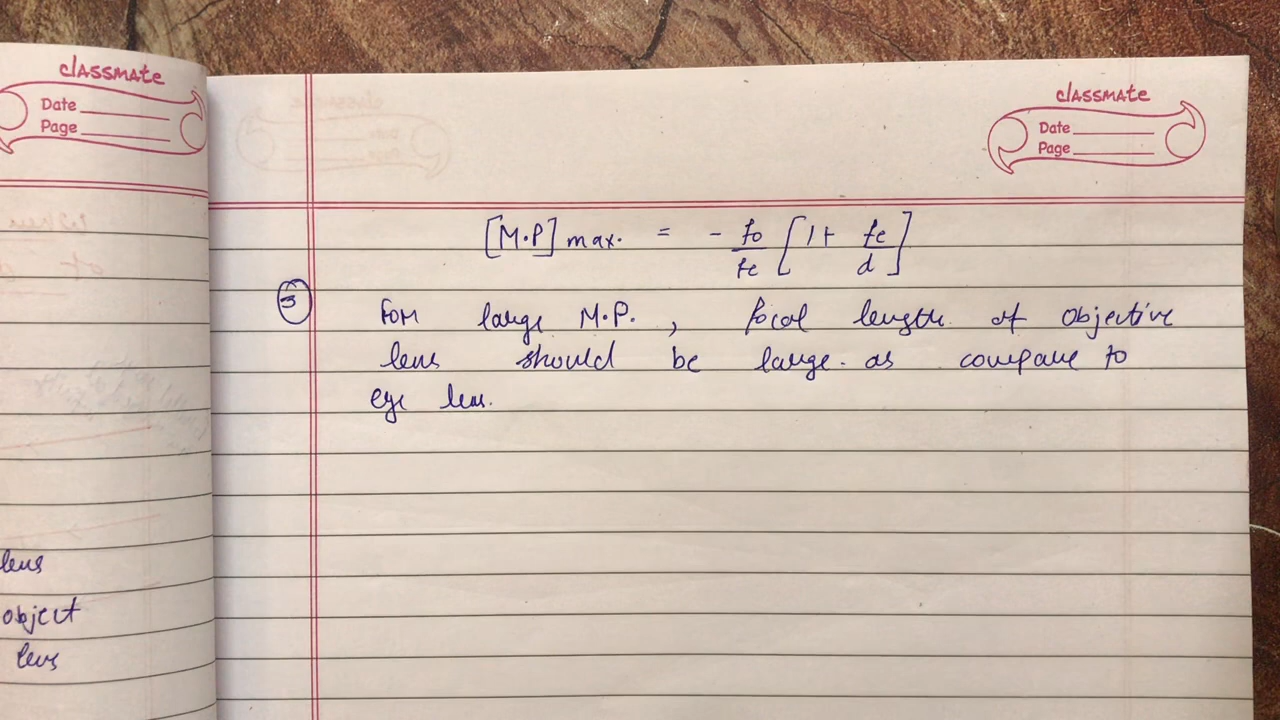 classmate
Date
Page
lens
object
lens
classmate
Date
Page
[M.P] max. = - fo/fe [1+ fe/d]
3
For large M.P. , focal length of objective
lens should be large. as compare to
eye lens.